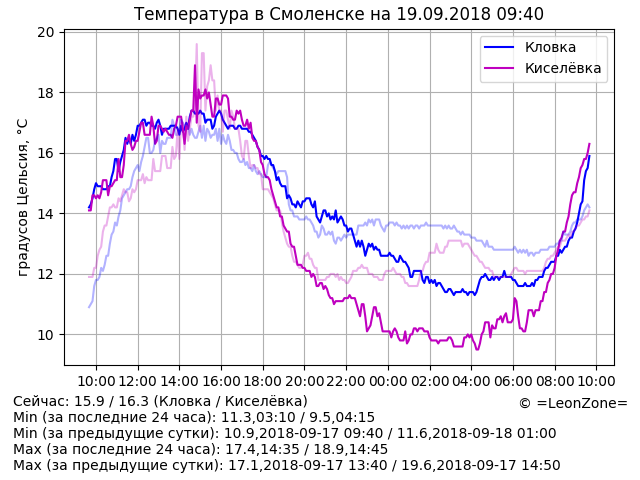 Температура в Смоленске на 19.09.2018 09:40
20
18
16
14
12
10
градусов Цельсия, °C
Кловка
Киселёвка
10:00 12:00 14:00 16:00 18:00 20:00 22:00 00:00 02:00 04:00 06:00 08:00 10:00
Сейчас: 15.9 / 16.3 (Кловка / Киселёвка)
© =LeonZone=
Min (за последние 24 часа): 11.3,03:10 / 9.5,04:15
Min (за предыдущие сутки): 10.9,2018-09-17 09:40 / 11.6,2018-09-18 01:00
Max (за последние 24 часа): 17.4,14:35 / 18.9,14:45
Max (за предыдущие сутки): 17.1,2018-09-17 13:40 / 19.6,2018-09-17 14:50